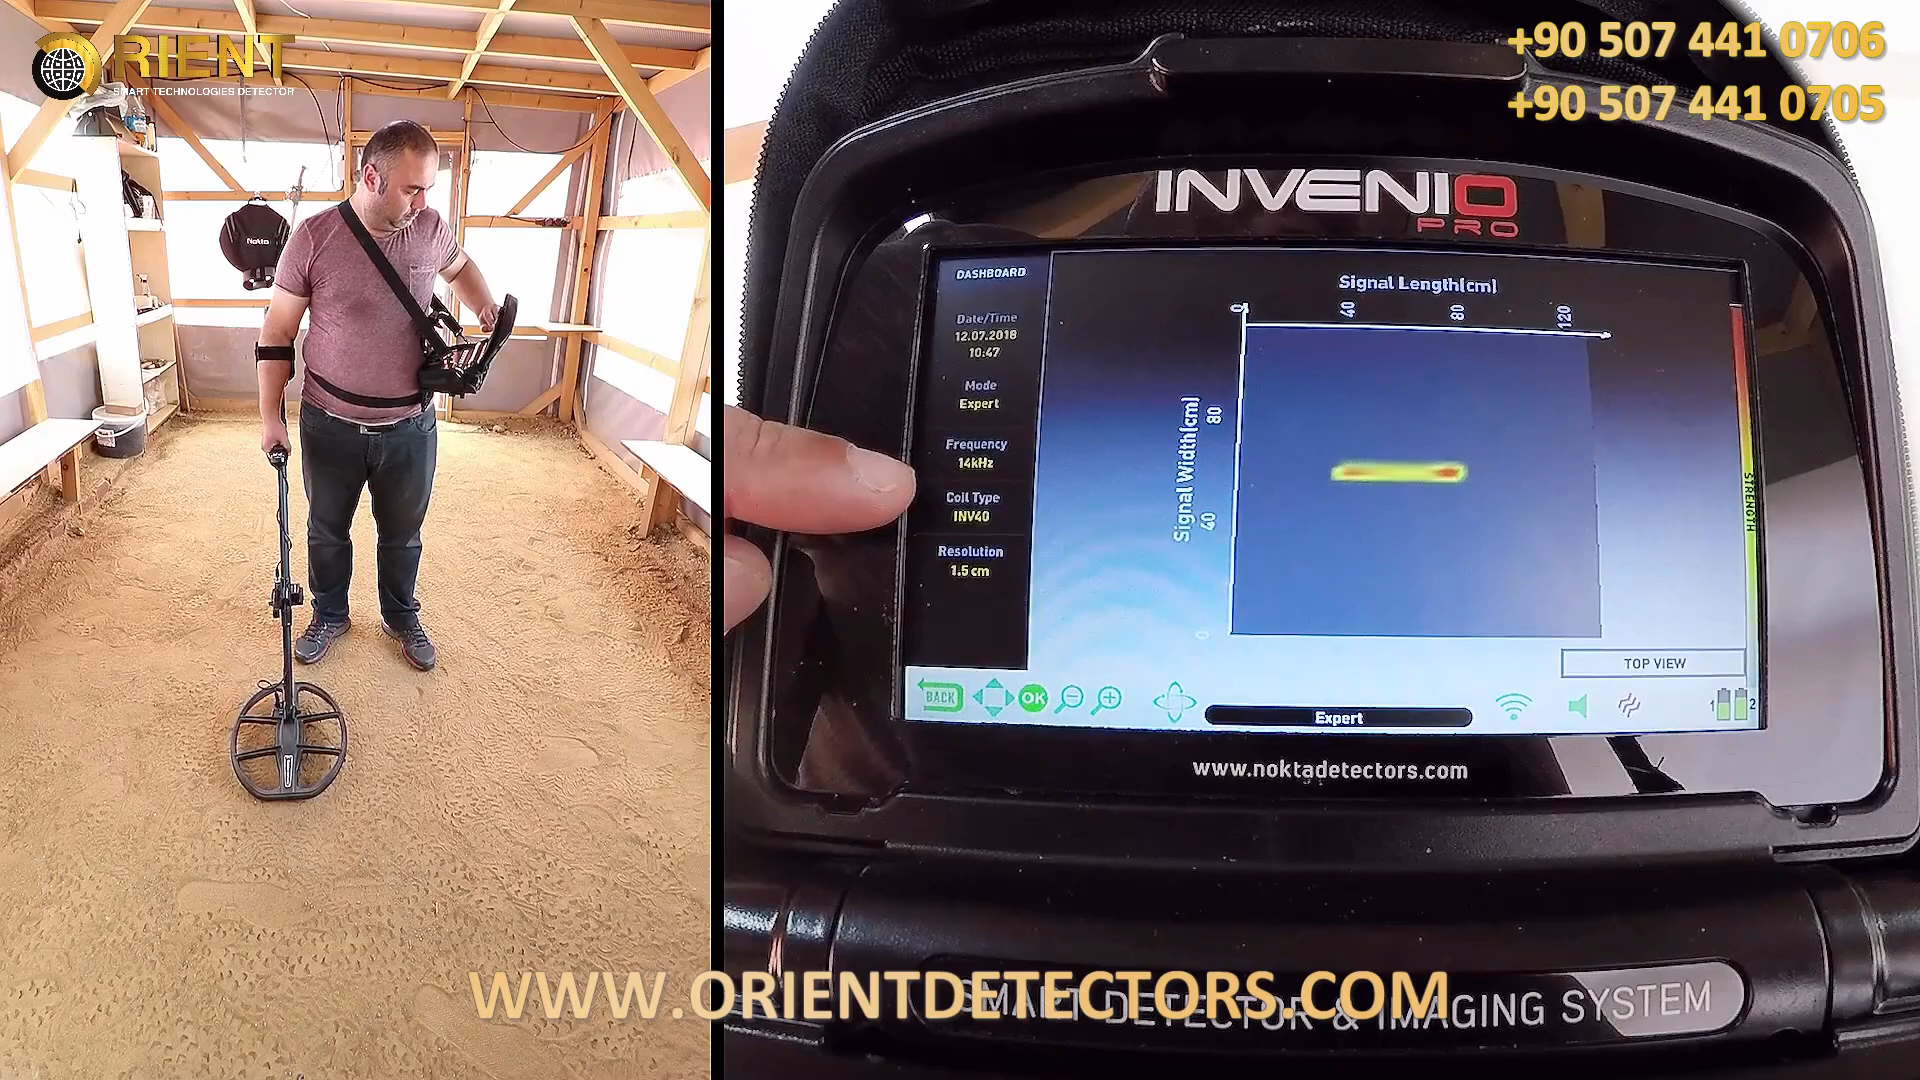 ORIENT
SMART TECHNOLOGIES DETECTOR
Nokta
+90 507 441 0706
+90 507 441 0705
INVENIO
PRO
DASHBOARD
Date/Time
12.07.2018
10:47
Mode
Expert
Frequency
14kHz
Coil Type
INV40
Resolution
1.5 cm
Signal Length(cm)
0 40 80 120
Signal Width(cm)
80
40
0
STRENGTH
TOP VIEW
BACK
OK
Expert
1 2
www.noktadetectors.com
WWW.ORIENTDETECTORS.COM
SMART DETECTOR & IMAGING SYSTEM